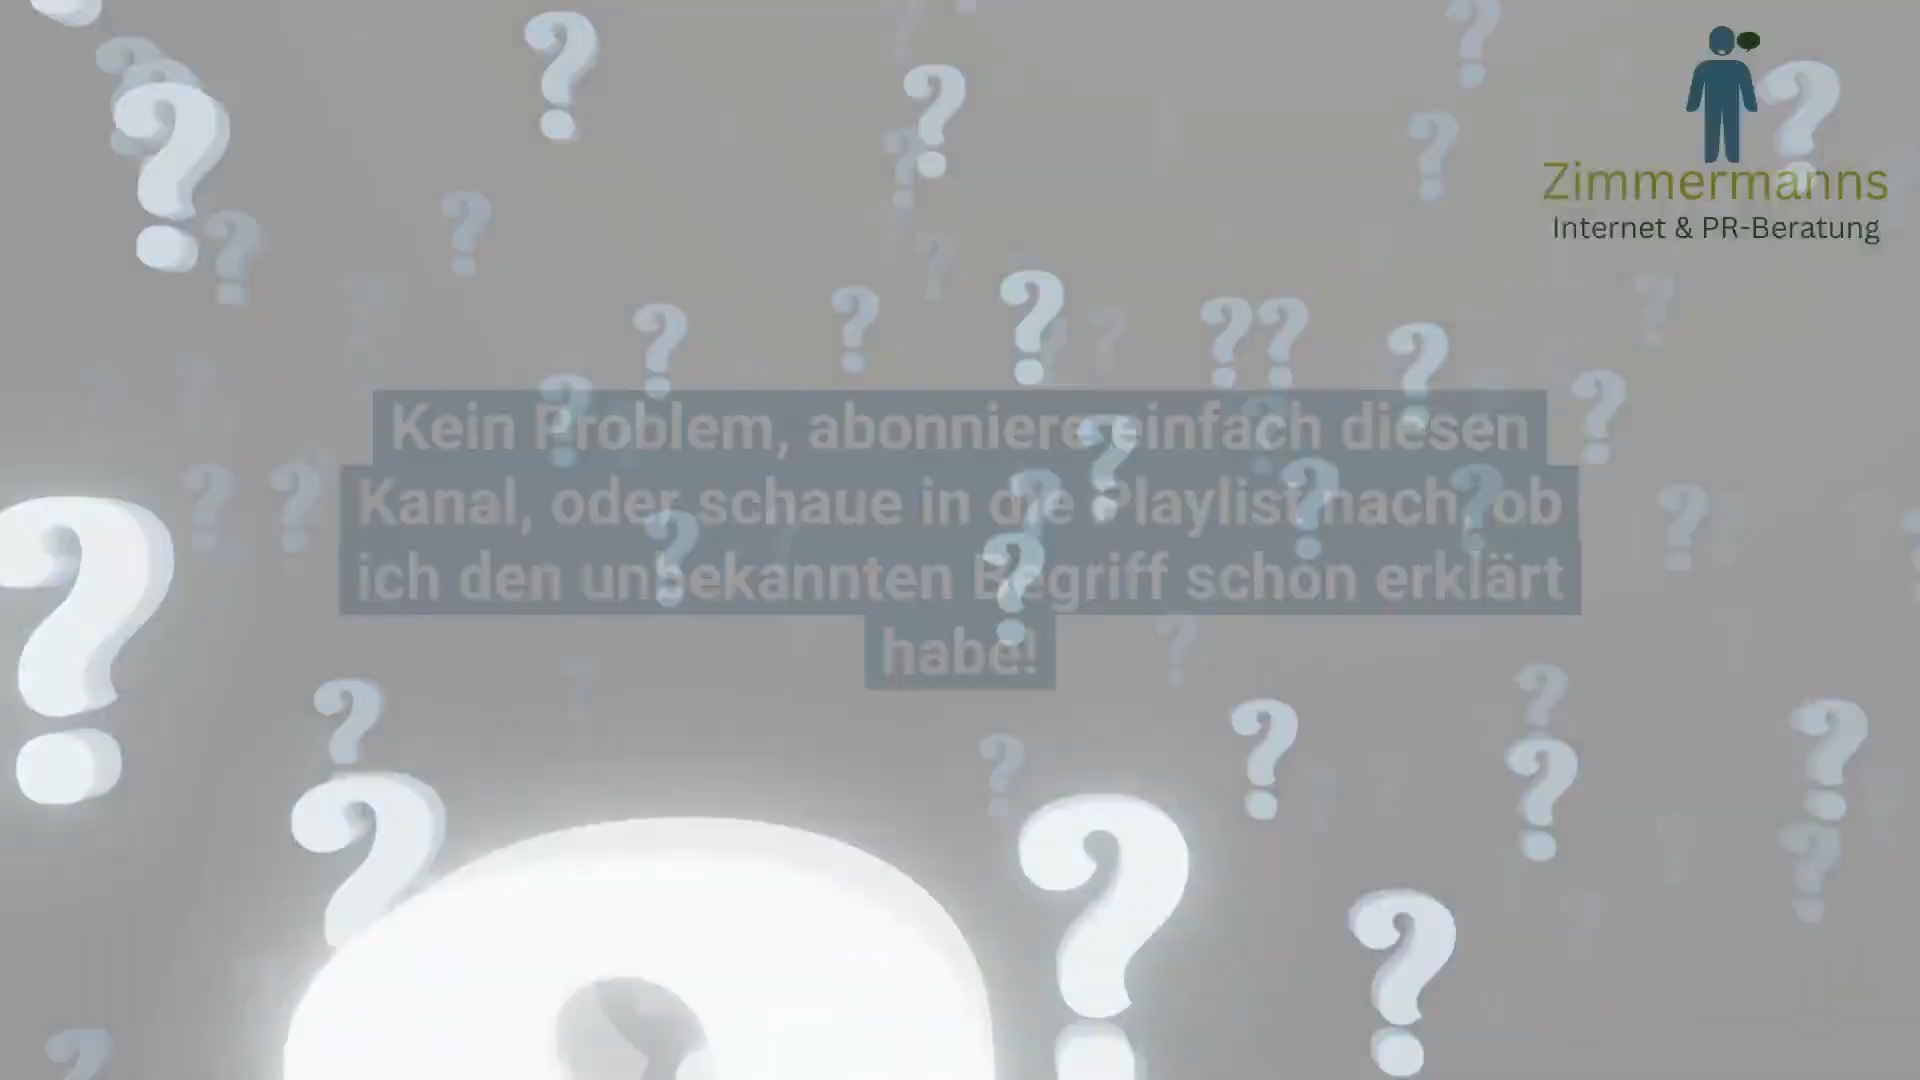 Zimmermanns
Internet & PR-Beratung
Kein Problem, abonniere einfach diesen
Kanal, oder schaue in die Playlist nach, ob
ich den unbekannten Begriff schon erklärt
habe!